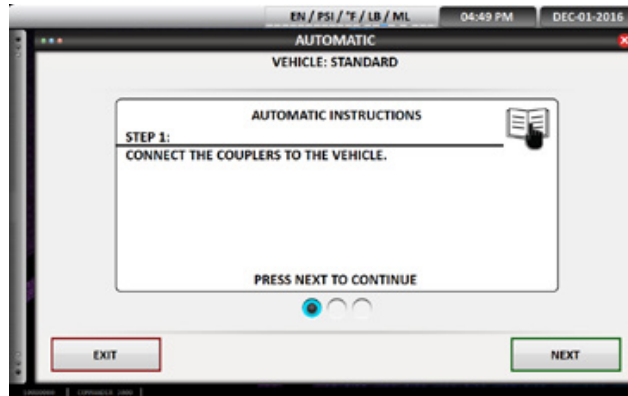 EN / PSI / °F / LB / ML 04:49 PM DEC-01-2016
AUTOMATIC
VEHICLE: STANDARD
AUTOMATIC INSTRUCTIONS
STEP 1:
CONNECT THE COUPLERS TO THE VEHICLE.
PRESS NEXT TO CONTINUE
EXIT NEXT